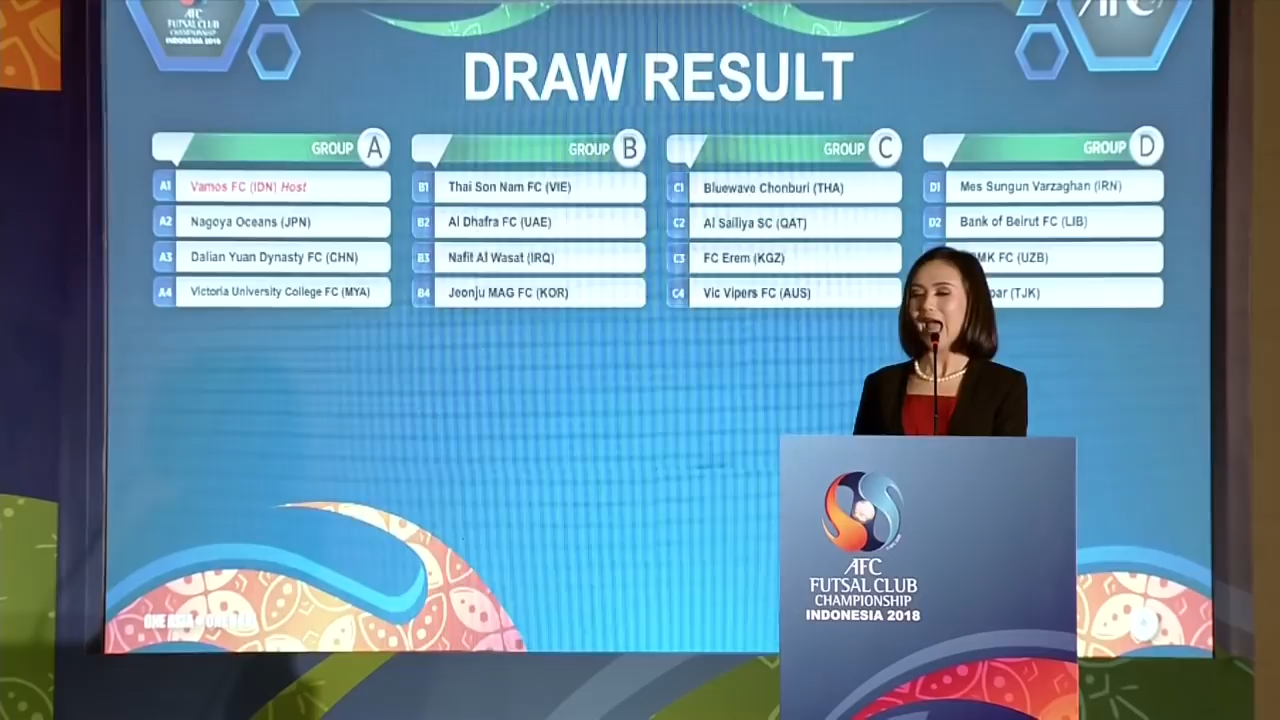 AFC
FUTSAL CLUB
CHAMPIONSHIP
INDONESIA 2018
AFC
DRAW RESULT
GROUP A
A1 Vamos FC (IDN) Host
A2 Nagoya Oceans (JPN)
A3 Dalian Yuan Dynasty FC (CHN)
A4 Victoria University College FC (MYA)
GROUP B
B1 Thai Son Nam FC (VIE)
B2 Al Dhafra FC (UAE)
B3 Nafit Al Wasat (IRQ)
B4 Jeonju MAG FC (KOR)
GROUP C
C1 Bluewave Chonburi (THA)
C2 Al Sailiya SC (QAT)
C3 FC Erem (KGZ)
C4 Vic Vipers FC (AUS)
GROUP D
D1 Mes Sungun Varzaghan (IRN)
D2 Bank of Beirut FC (LIB)
FC (UZB)
(TJK)
ONE ASIA
AFC
FUTSAL CLUB
CHAMPIONSHIP
INDONESIA 2018